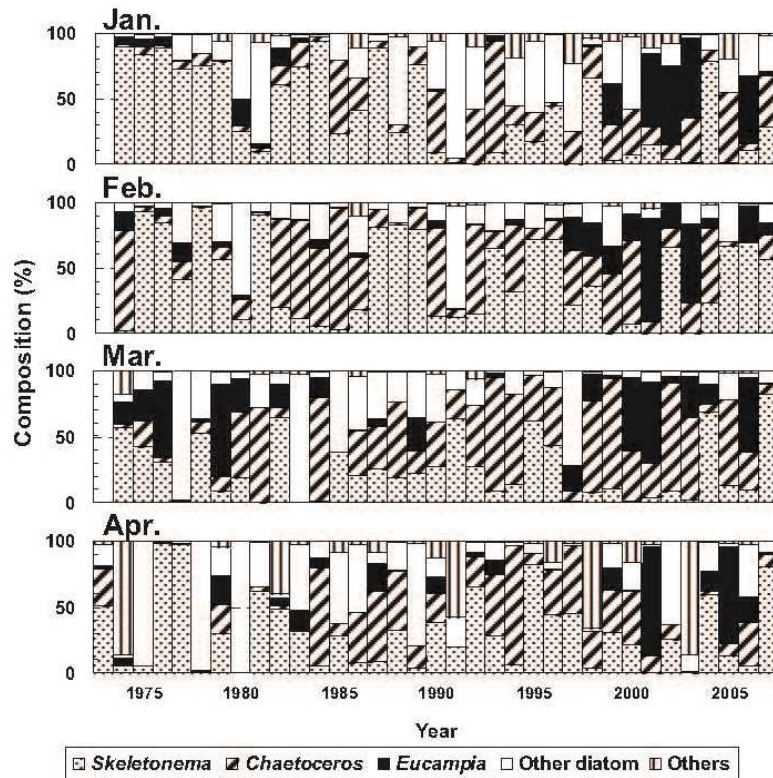 Jan.
100
50
0
Feb.
100
50
0
Mar.
100
50
0
Apr.
100
50
0
Composition (%)
1975 1980 1985 1990 1995 2000 2005
Year
Skeletonema Chaetoceros Eucampia Other diatom Others